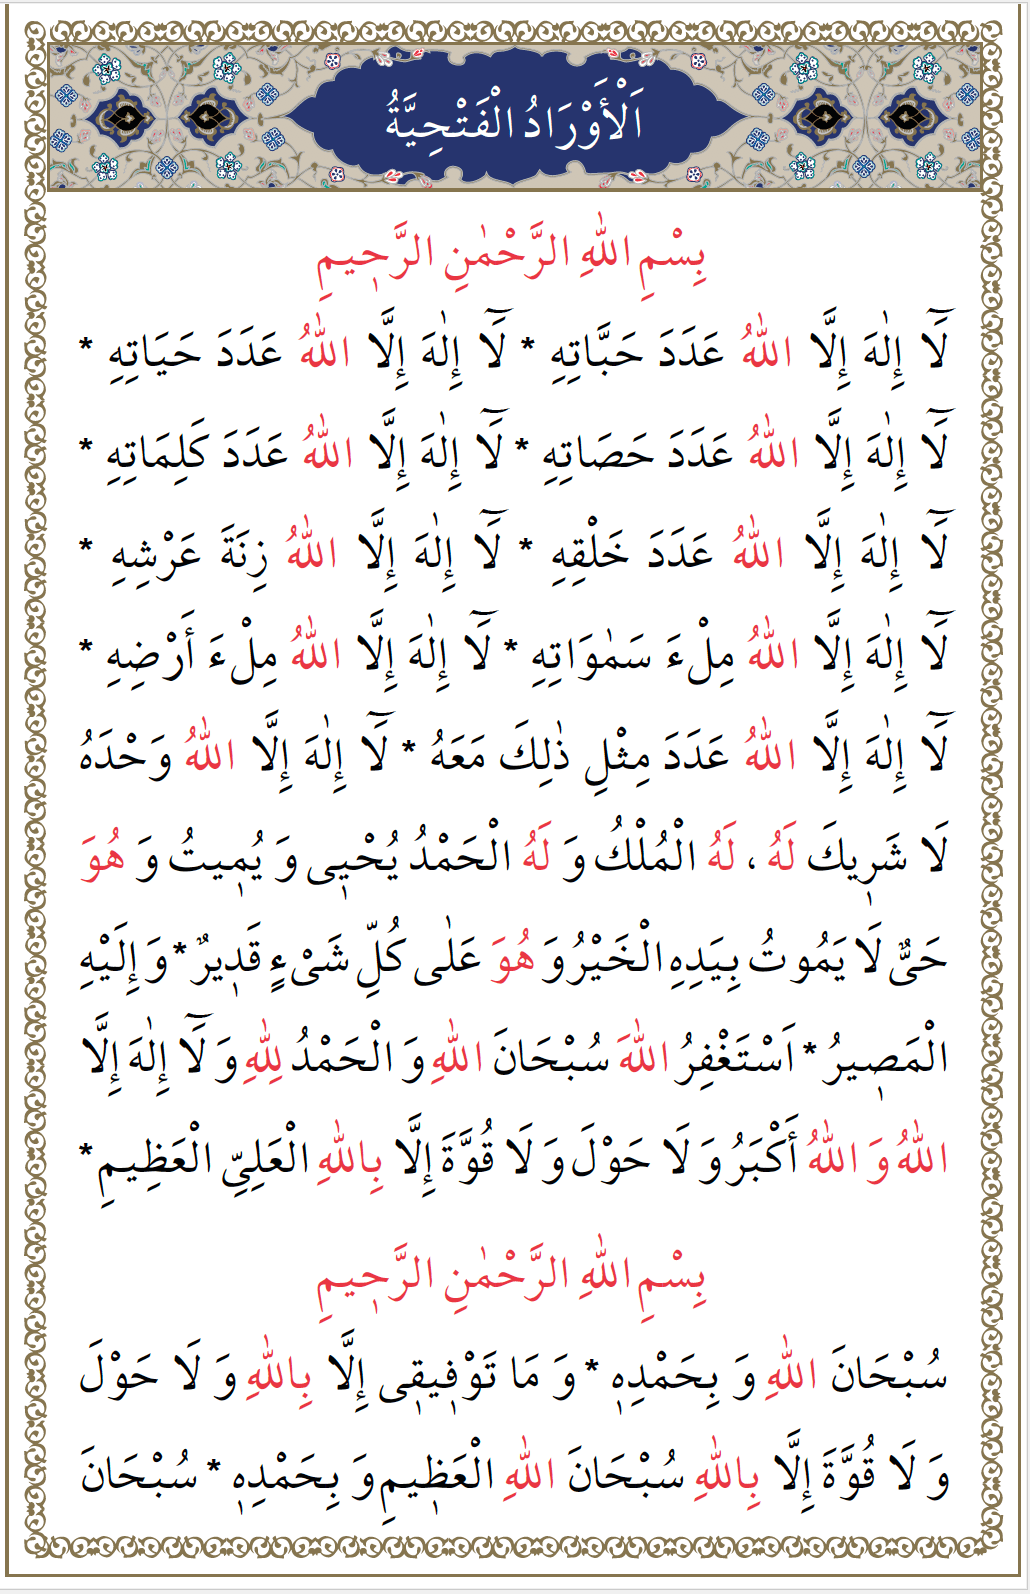 اَلْأَوْرَادُ الْفَتْحِيَّةُ
بِسْمِ اللّٰهِ الرَّحْمٰنِ الرَّحٖيمِ
لَٓا إِلٰهَ إِلَّا اللّٰهُ عَدَدَ حَبَّاتِهِ * لَٓا إِلٰهَ إِلَّا اللّٰهُ عَدَدَ حَيَاتِهِ *
لَٓا إِلٰهَ إِلَّا اللّٰهُ عَدَدَ حَصَاتِهِ * لَٓا إِلٰهَ إِلَّا اللّٰهُ عَدَدَ كَلِمَاتِهِ *
لَٓا إِلٰهَ إِلَّا اللّٰهُ عَدَدَ خَلْقِهِ * لَٓا إِلٰهَ إِلَّا اللّٰهُ زِنَةَ عَرْشِهِ *
لَٓا إِلٰهَ إِلَّا اللّٰهُ مِلْءَ سَمٰوَاتِهِ * لَٓا إِلٰهَ إِلَّا اللّٰهُ مِلْءَ أَرْضِهِ *
لَٓا إِلٰهَ إِلَّا اللّٰهُ عَدَدَ مِثْلِ ذٰلِكَ مَعَهُ * لَٓا إِلٰهَ إِلَّا اللّٰهُ وَحْدَهُ
لَا شَرٖيكَ لَهُ ، لَهُ الْمُلْكُ وَ لَهُ الْحَمْدُ يُحْيٖى وَ يُمٖيتُ وَ هُوَ
حَىٌّ لَا يَمُوتُ بِيَدِهِ الْخَيْرُ وَ هُوَ عَلٰى كُلِّ شَىْءٍ قَدٖيرٌ * وَ إِلَيْهِ
الْمَصٖيرُ * اَسْتَغْفِرُ اللّٰهَ سُبْحَانَ اللّٰهِ وَ الْحَمْدُ لِلّٰهِ وَ لَٓا إِلٰهَ إِلَّا
اللّٰهُ وَ اللّٰهُ أَكْبَرُ وَ لَا حَوْلَ وَ لَا قُوَّةَ إِلَّا بِاللّٰهِ الْعَلِىِّ الْعَظِيمِ *
بِسْمِ اللّٰهِ الرَّحْمٰنِ الرَّحٖيمِ
سُبْحَانَ اللّٰهِ وَ بِحَمْدِهٖ * وَ مَا تَوْفٖيقٖى إِلَّا بِاللّٰهِ وَ لَا حَوْلَ
وَ لَا قُوَّةَ إِلَّا بِاللّٰهِ سُبْحَانَ اللّٰهِ الْعَظٖيمِ وَ بِحَمْدِهٖ * سُبْحَانَ